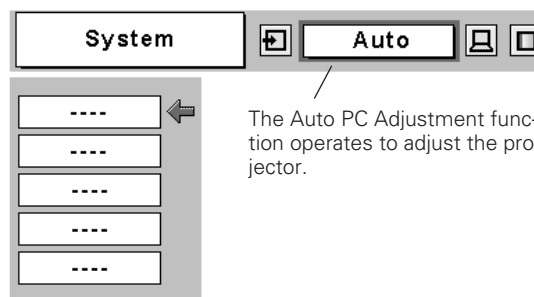 System Auto
----
----
----
----
----
The Auto PC Adjustment func-
tion operates to adjust the pro-
jector.